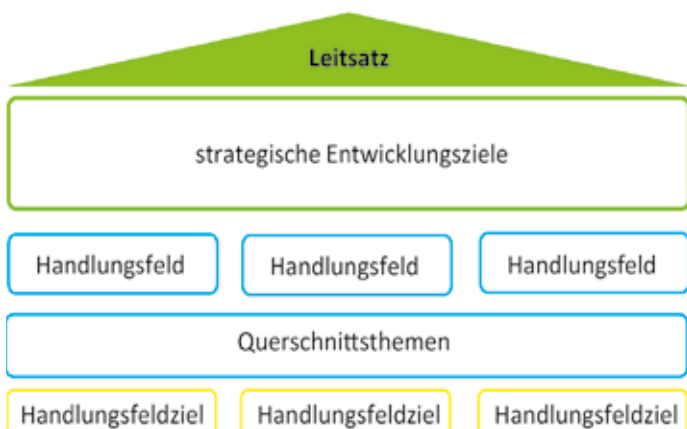 Leitsatz
strategische Entwicklungsziele
Handlungsfeld Handlungsfeld Handlungsfeld
Querschnittsthemen
Handlungsfeldziel Handlungsfeldziel Handlungsfeldziel